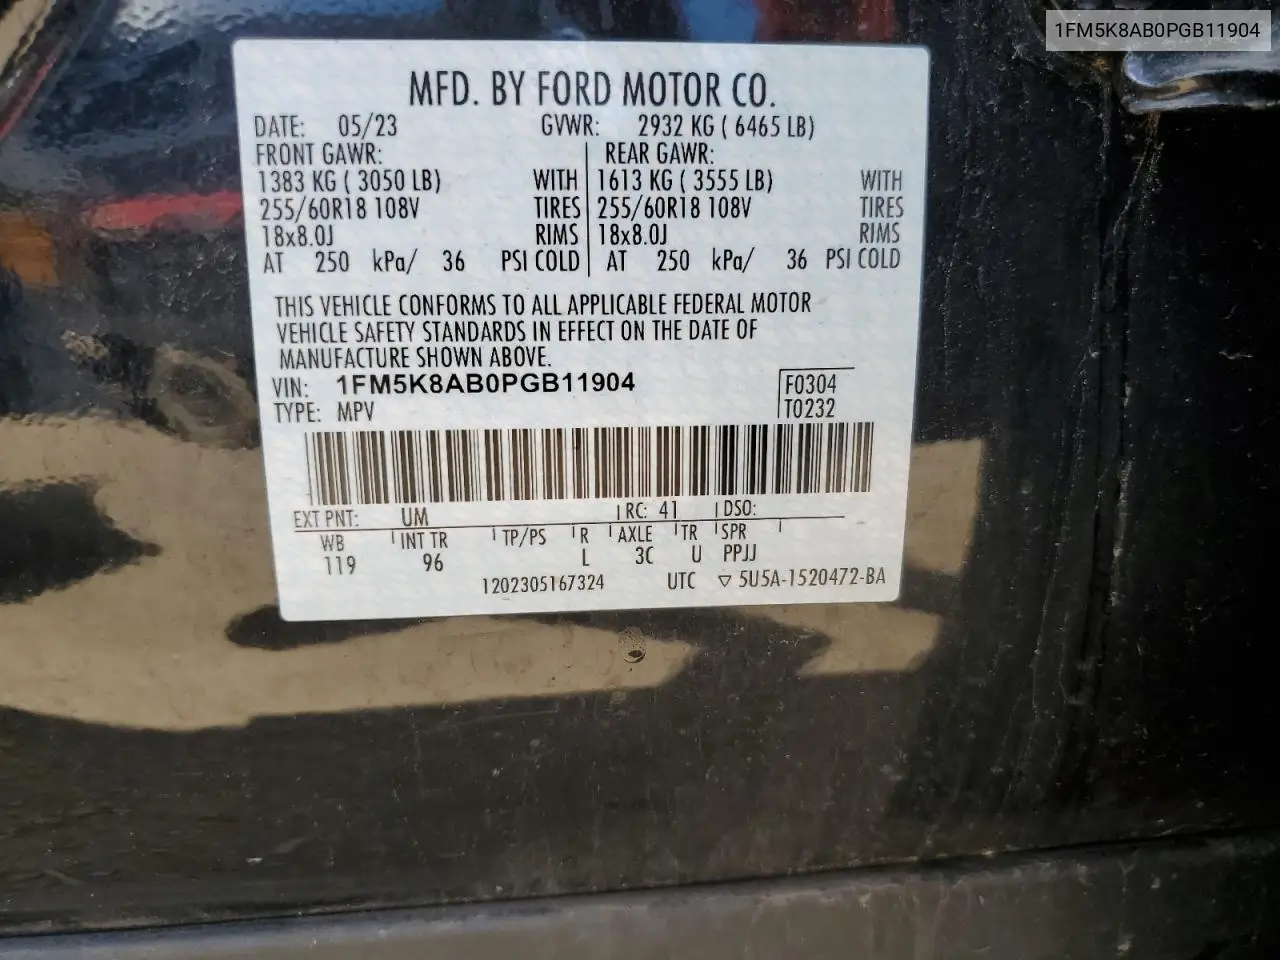 1FM5K8AB0PGB11904
MFD. BY FORD MOTOR CO.
DATE: 05/23 GVWR: 2932 KG ( 6465 LB)
FRONT GAWR: REAR GAWR:
1383 KG ( 3050 LB) WITH 1613 KG ( 3555 LB) WITH
255/60R18 108V TIRES 255/60R18 108V TIRES
18x8.0J RIMS 18x8.0J RIMS
AT 250 kPa/ 36 PSI COLD AT 250 kPa/ 36 PSI COLD
THIS VEHICLE CONFORMS TO ALL APPLICABLE FEDERAL MOTOR
VEHICLE SAFETY STANDARDS IN EFFECT ON THE DATE OF
MANUFACTURE SHOWN ABOVE.
VIN: 1FM5K8AB0PGB11904 F0304
TYPE: MPV T0232
EXT PNT: UM RC: 41 DSO:
WB INT TR TP/PS R AXLE TR SPR
119 96 L 3C U PPJJ
1202305167324 UTC ▽ 5U5A-1520472-BA